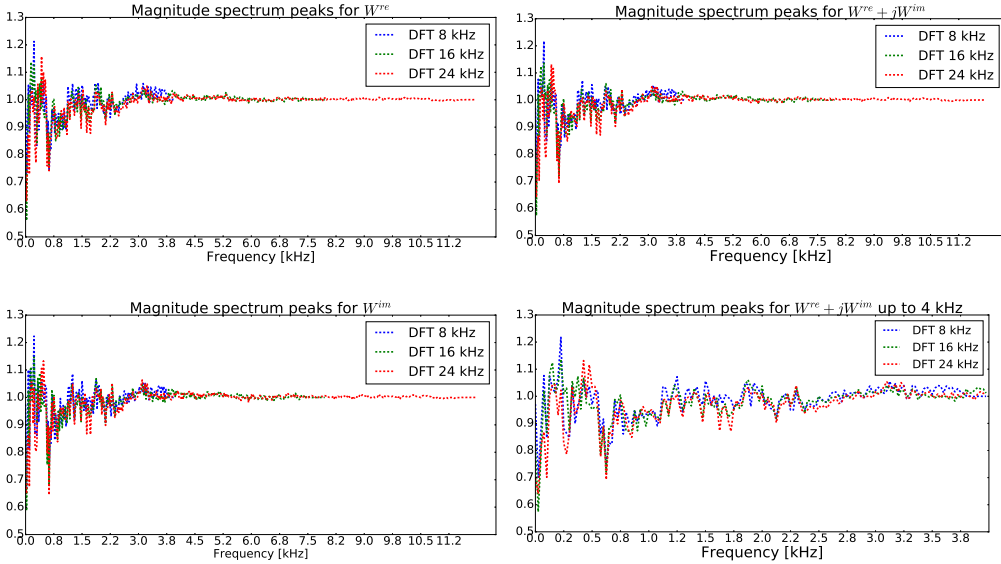 Magnitude spectrum peaks for W^re
1.3
1.2
1.1
1.0
0.9
0.8
0.7
0.6
0.5
DFT 8 kHz
DFT 16 kHz
DFT 24 kHz
0.0 0.8 1.5 2.2 3.0 3.8 4.5 5.2 6.0 6.8 7.5 8.2 9.0 9.8 10.5 11.2
Frequency [kHz]
Magnitude spectrum peaks for W^re + jW^im
1.3
1.2
1.1
1.0
0.9
0.8
0.7
0.6
0.5
DFT 8 kHz
DFT 16 kHz
DFT 24 kHz
0.0 0.8 1.5 2.2 3.0 3.8 4.5 5.2 6.0 6.8 7.5 8.2 9.0 9.8 10.5 11.2
Frequency [kHz]
Magnitude spectrum peaks for W^im
1.3
1.2
1.1
1.0
0.9
0.8
0.7
0.6
0.5
DFT 8 kHz
DFT 16 kHz
DFT 24 kHz
0.0 0.8 1.5 2.2 3.0 3.8 4.5 5.2 6.0 6.8 7.5 8.2 9.0 9.8 10.5 11.2
Frequency [kHz]
Magnitude spectrum peaks for W^re + jW^im up to 4 kHz
1.3
1.2
1.1
1.0
0.9
0.8
0.7
0.6
0.5
DFT 8 kHz
DFT 16 kHz
DFT 24 kHz
0.0 0.2 0.5 0.8 1.0 1.2 1.5 1.8 2.0 2.2 2.5 2.8 3.0 3.2 3.5 3.8
Frequency [kHz]